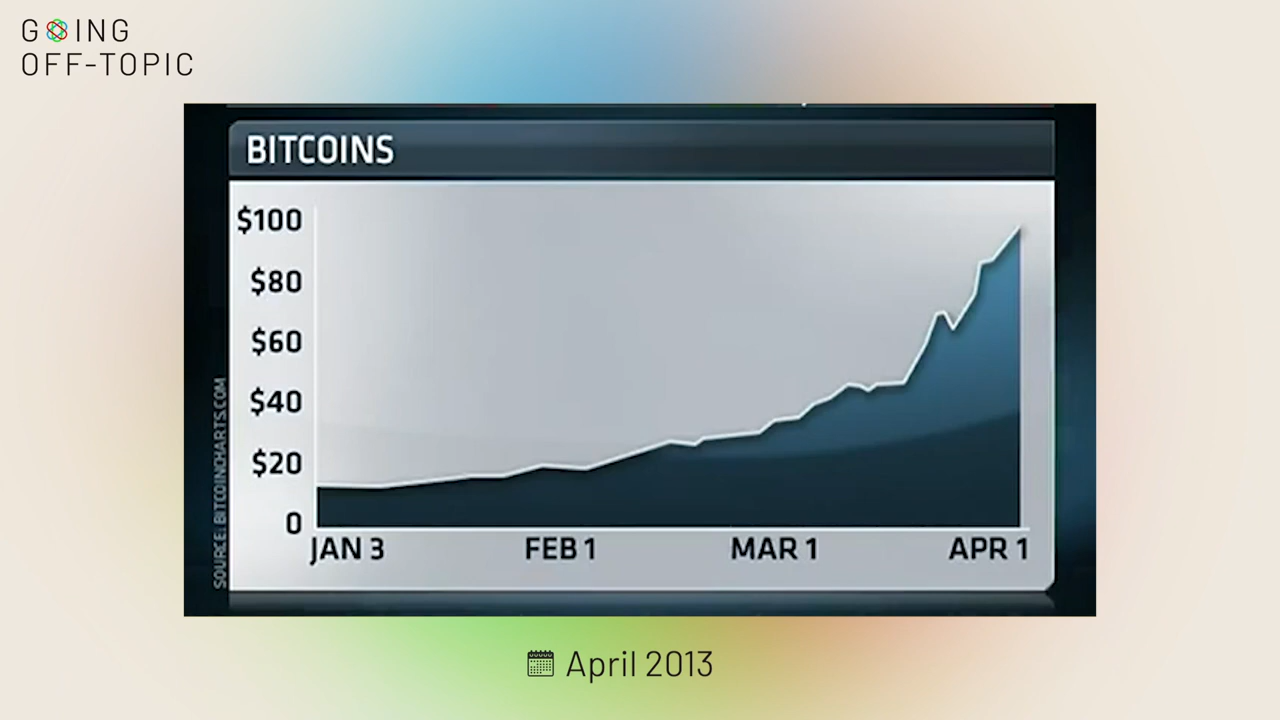 GOING
OFF-TOPIC
BITCOINS
$100
$80
$60
$40
$20
0
JAN 3 FEB 1 MAR 1 APR 1
SOURCE: BITCOINCHARTS.COM
April 2013